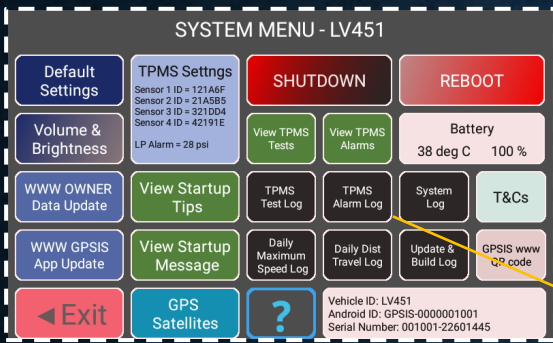 SYSTEM MENU - LV451
Default
Settings
TPMS Settngs
Sensor 1 ID = 121A6F
Sensor 2 ID = 21A5B5
Sensor 3 ID = 321DD4
Sensor 4 ID = 42191E
LP Alarm = 28 psi
SHUTDOWN
REBOOT
Volume &
Brightness
View TPMS
Tests
View TPMS
Alarms
Battery
38 deg C 100 %
WWW OWNER
Data Update
View Startup
Tips
TPMS
Test Log
TPMS
Alarm Log
System
Log
T&Cs
WWW GPSIS
App Update
View Startup
Message
Daily
Maximum
Speed Log
Daily Dist
Travel Log
Update &
Build Log
GPSIS www
QR code
◄Exit
GPS
Satellites
?
Vehicle ID: LV451
Android ID: GPSIS-0000001001
Serial Number: 001001-22601445